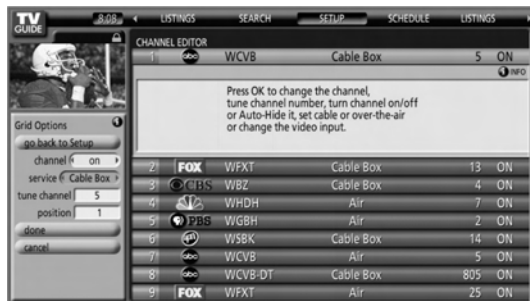 TV GUIDE
8:08
LISTINGS SEARCH SETUP SCHEDULE LISTINGS
CHANNEL EDITOR
1 abc WCVB Cable Box 5 ON
INFO
Press OK to change the channel,
tune channel number, turn channel on/off
or Auto-Hide it, set cable or over-the-air
or change the video input.
Grid Options
go back to Setup
channel on
service Cable Box
tune channel 5
position 1
done
cancel
2 FOX WFXT Cable Box 13 ON
3 CBS WBZ Cable Box 4 ON
4 WHDH Air 7 ON
5 PBS WGBH Air 2 ON
6 WSBK Cable Box 14 ON
7 abc WCVB Air 5 ON
8 abc WCVB-DT Cable Box 805 ON
9 FOX WFXT Air 25 ON